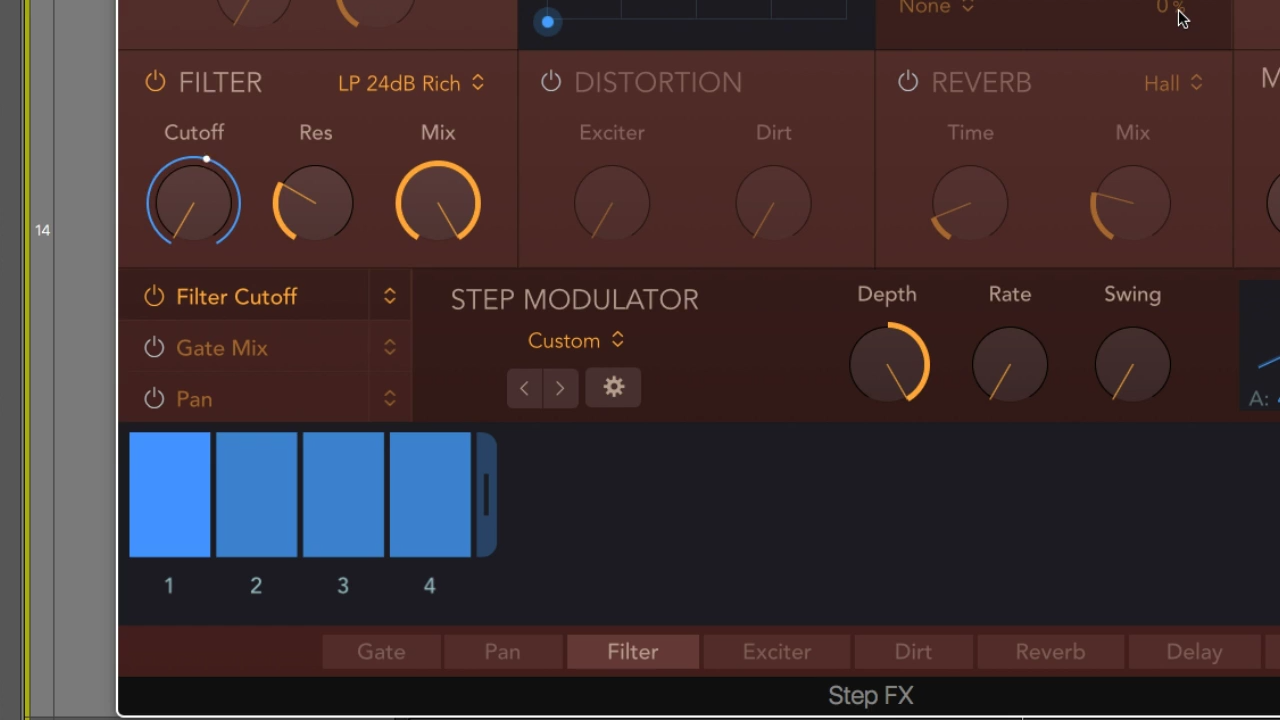 None
0 %
FILTER
LP 24dB Rich
DISTORTION
REVERB
Hall
M
Cutoff
Res
Mix
Exciter
Dirt
Time
Mix
14
Filter Cutoff
STEP MODULATOR
Depth
Rate
Swing
Custom
Gate Mix
Pan
A:
1
2
3
4
Gate
Pan
Filter
Exciter
Dirt
Reverb
Delay
Step FX